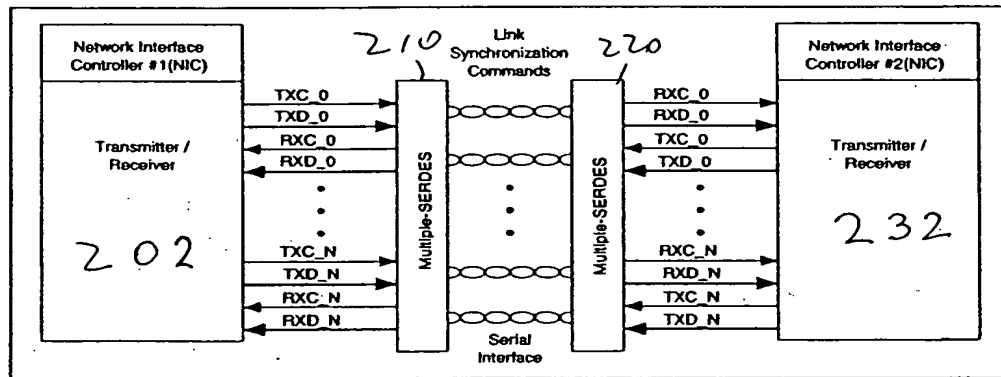 Network Interface
Controller #1(NIC)
Transmitter /
Receiver
202
TXC_0
TXD_0
RXC_0
RXD_0
TXC_N
TXD_N
RXC_N
RXD_N
210
Multiple-SERDES
Link
Synchronization
Commands
Serial
Interface
220
Multiple-SERDES
RXC_0
RXD_0
TXC_0
TXD_0
RXC_N
RXD_N
TXC_N
TXD_N
Network Interface
Controller #2(NIC)
Transmitter /
Receiver
232